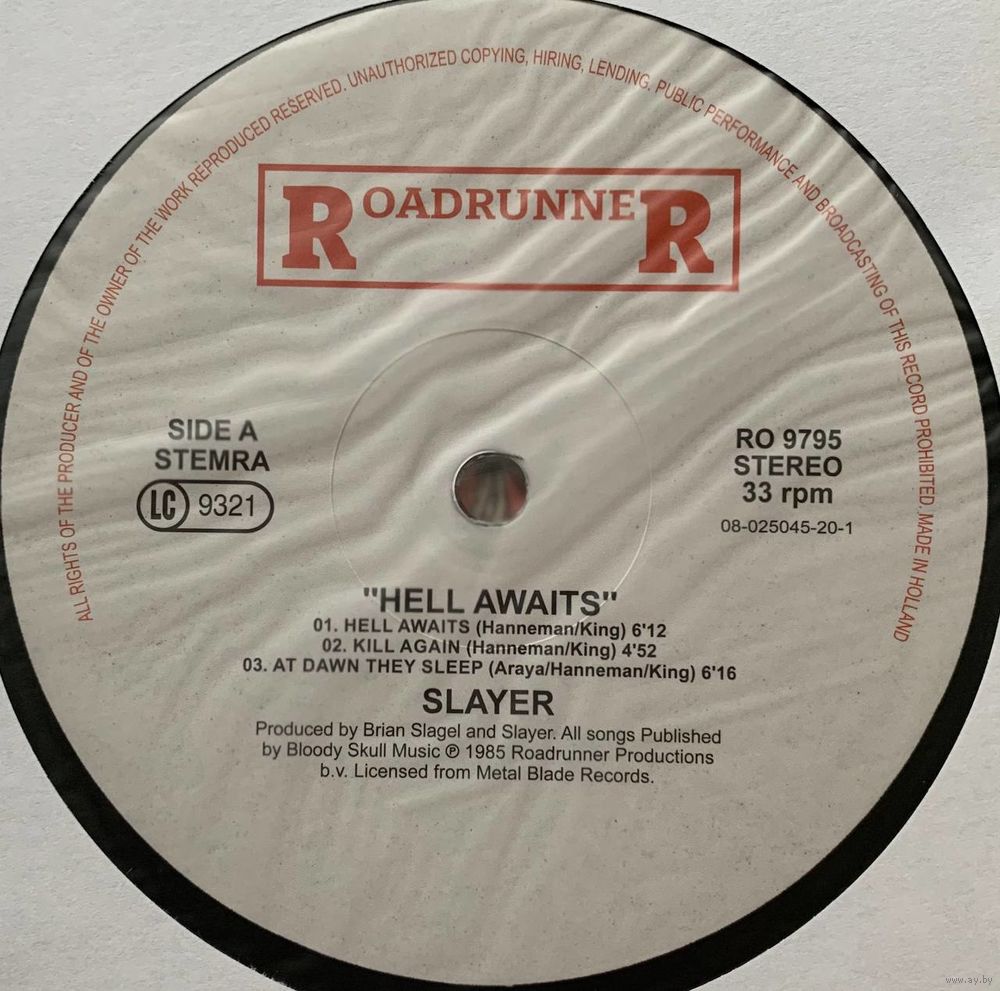 ALL RIGHTS OF THE PRODUCER AND OF THE OWNER OF THE WORK REPRODUCED RESERVED. UNAUTHORIZED COPYING, HIRING, LENDING. PUBLIC PERFORMANCE AND BROADCASTING OF THIS RECORD PROHIBITED. MADE IN HOLLAND
ROADRUNNER
SIDE A
STEMRA
LC 9321
RO 9795
STEREO
33 rpm
08-025045-20-1
"HELL AWAITS"
01. HELL AWAITS (Hanneman/King) 6'12
02. KILL AGAIN (Hanneman/King) 4'52
03. AT DAWN THEY SLEEP (Araya/Hanneman/King) 6'16
SLAYER
Produced by Brian Slagel and Slayer. All songs Published
by Bloody Skull Music ℗ 1985 Roadrunner Productions
b.v. Licensed from Metal Blade Records.
www.ay.by